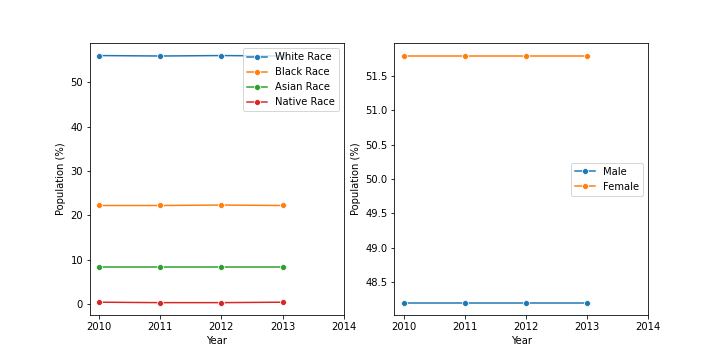 White Race
Black Race
Asian Race
Native Race
Population (%)
50
40
30
20
10
0
2010 2011 2012 2013 2014
Year
Male
Female
Population (%)
51.5
51.0
50.5
50.0
49.5
49.0
48.5
2010 2011 2012 2013 2014
Year